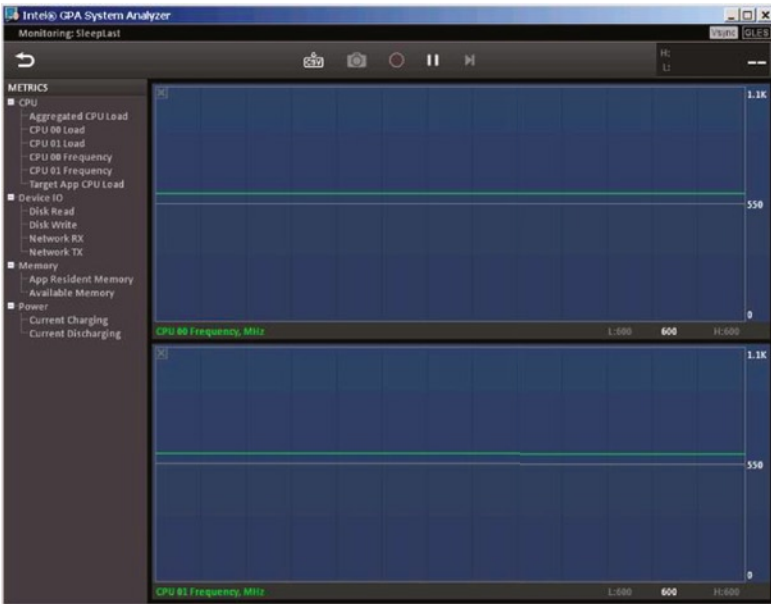 Intel® GPA System Analyzer
Monitoring: SleepLast
Vsync GLES
CSV
H:
L:
--
METRICS
CPU
Aggregated CPU Load
CPU 00 Load
CPU 01 Load
CPU 00 Frequency
CPU 01 Frequency
Target App CPU Load
Device IO
Disk Read
Disk Write
Network RX
Network TX
Memory
App Resident Memory
Available Memory
Power
Current Charging
Current Discharging
1.1K
550
0
CPU 00 Frequency, MHz L:600 600 H:600
1.1K
550
0
CPU 01 Frequency, MHz L:600 600 H:600